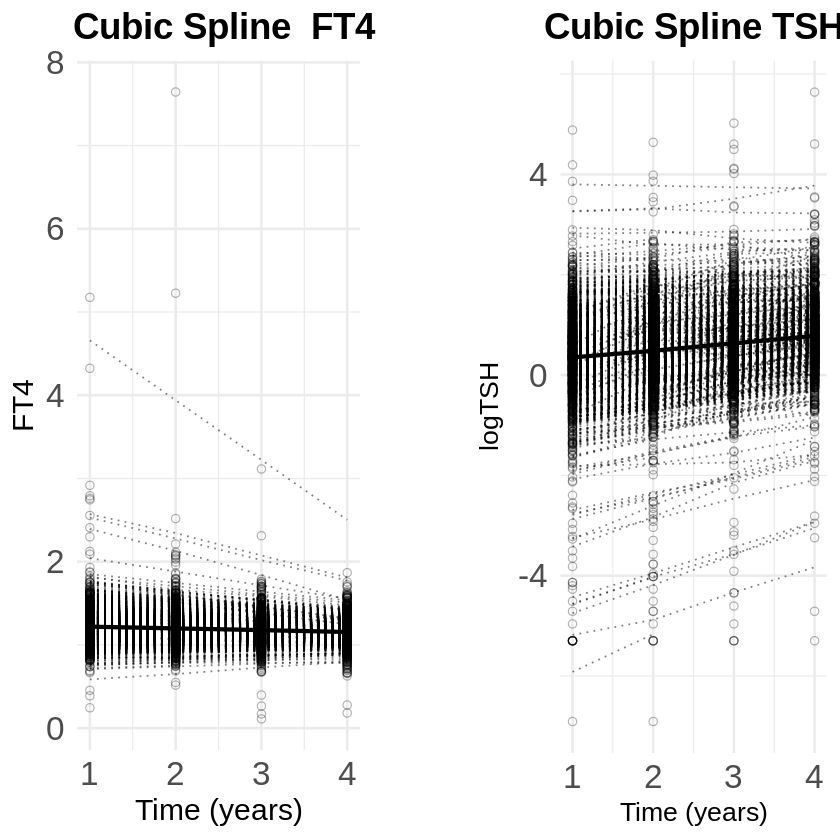 Cubic Spline  FT4
8
6
4
2
0
FT4
1 2 3 4
Time (years)
Cubic Spline TSH
4
0
-4
logTSH
1 2 3 4
Time (years)